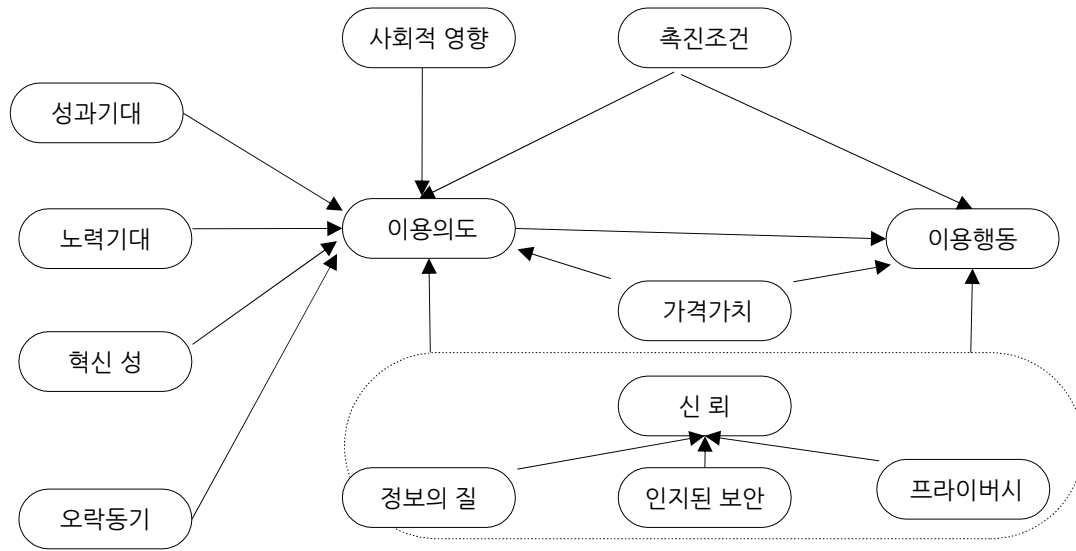 사회적 영향
촉진조건
성과기대
노력기대
이용의도
이용행동
가격가치
혁신 성
신 뢰
오락동기
정보의 질
인지된 보안
프라이버시